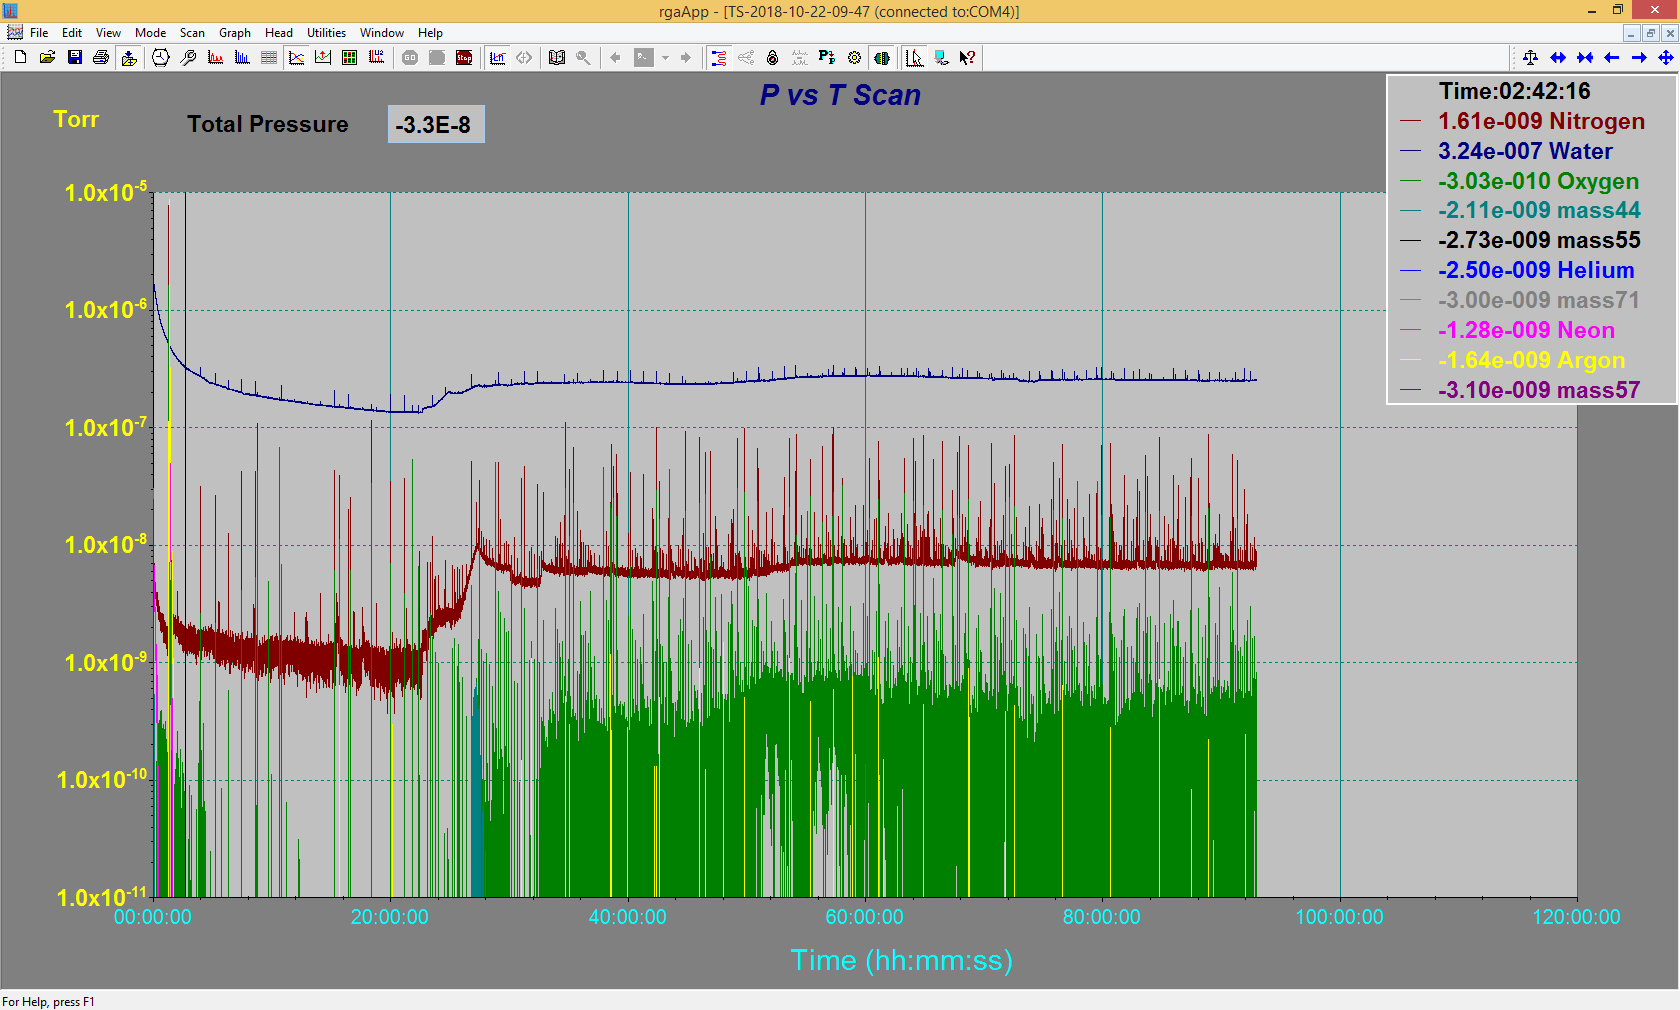 rgaApp - [TS-2018-10-22-09-47 (connected to:COM4)]
File Edit View Mode Scan Graph Head Utilities Window Help
GO Stop
P vs T Scan
Torr
Total Pressure -3.3E-8
Time:02:42:16
1.61e-009 Nitrogen
3.24e-007 Water
-3.03e-010 Oxygen
-2.11e-009 mass44
-2.73e-009 mass55
-2.50e-009 Helium
-3.00e-009 mass71
-1.28e-009 Neon
-1.64e-009 Argon
-3.10e-009 mass57
1.0x10-5
1.0x10-6
1.0x10-7
1.0x10-8
1.0x10-9
1.0x10-10
1.0x10-11
00:00:00 20:00:00 40:00:00 60:00:00 80:00:00 100:00:00 120:00:00
Time (hh:mm:ss)
For Help, press F1